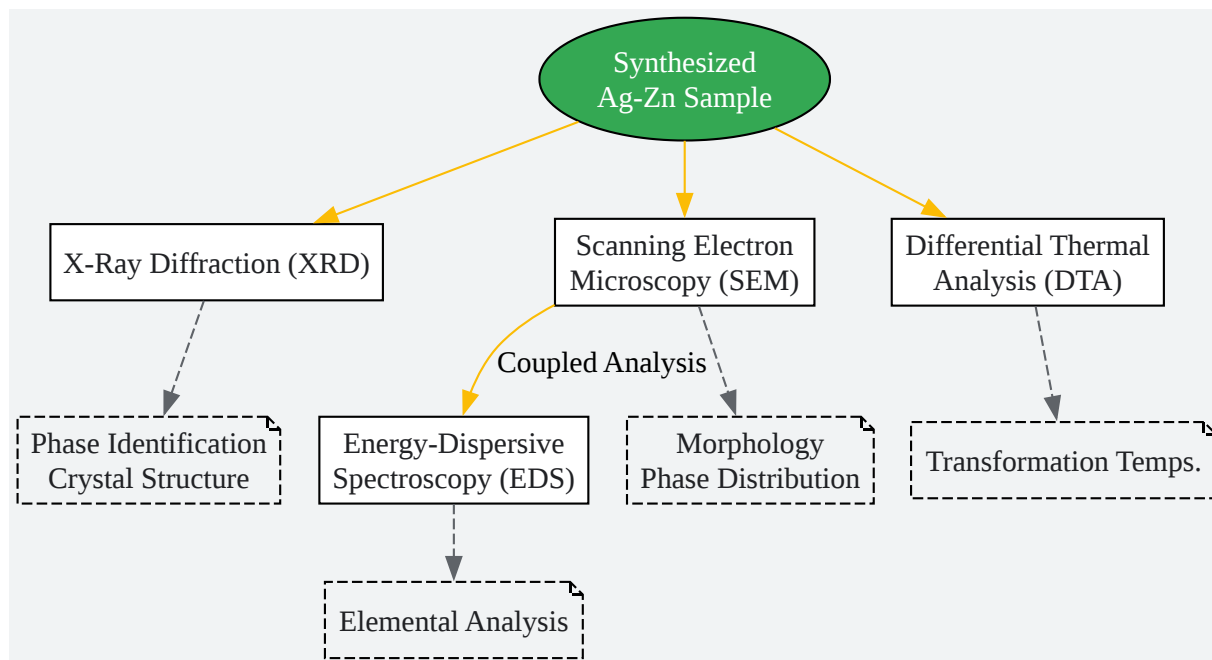 Synthesized
Ag-Zn Sample
X-Ray Diffraction (XRD)
Scanning Electron
Microscopy (SEM)
Differential Thermal
Analysis (DTA)
Coupled Analysis
Phase Identification
Crystal Structure
Energy-Dispersive
Spectroscopy (EDS)
Morphology
Phase Distribution
Transformation Temps.
Elemental Analysis